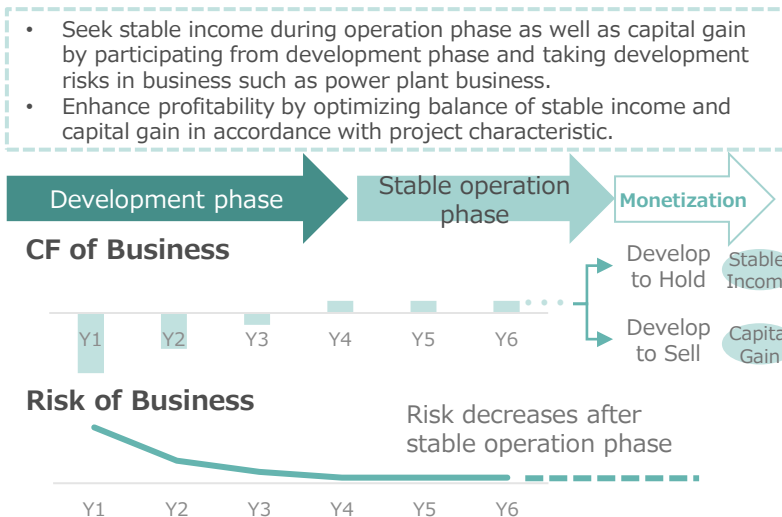 • Seek stable income during operation phase as well as capital gain
by participating from development phase and taking development
risks in business such as power plant business.
• Enhance profitability by optimizing balance of stable income and
capital gain in accordance with project characteristic.
Development phase
Stable operation
phase
Monetization
CF of Business
Y1
Y2
Y3
Y4
Y5
Y6
Develop
to Hold
Stable
Income
Develop
to Sell
Capital
Gain
Risk of Business
Risk decreases after
stable operation phase
Y1
Y2
Y3
Y4
Y5
Y6